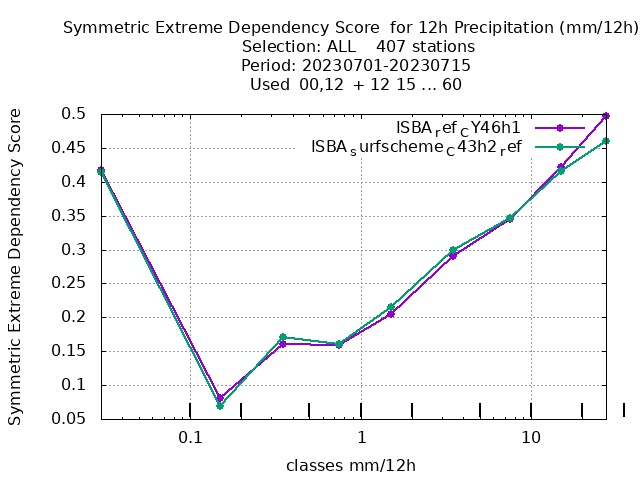 Symmetric Extreme Dependency Score  for 12h Precipitation (mm/12h)
Selection: ALL    407 stations
Period: 20230701-20230715
Used  00,12  + 12 15 ... 60
Symmetric Extreme Dependency Score
0.5
0.45
0.4
0.35
0.3
0.25
0.2
0.15
0.1
0.05
ISBA_ref_CY46h1
ISBA_surfscheme_C43h2_ref
0.1
1
10
classes mm/12h